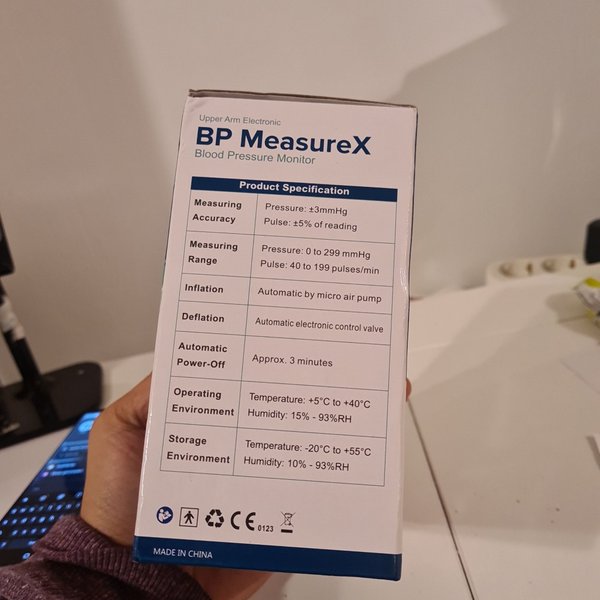 Upper Arm Electronic
BP MeasureX
Blood Pressure Monitor
Product Specification
Measuring Accuracy
Pressure: ±3mmHg
Pulse: ±5% of reading
Measuring Range
Pressure: 0 to 299 mmHg
Pulse: 40 to 199 pulses/min
Inflation
Automatic by micro air pump
Deflation
Automatic electronic control valve
Automatic Power-Off
Approx. 3 minutes
Operating Environment
Temperature: +5°C to +40°C
Humidity: 15% - 93%RH
Storage Environment
Temperature: -20°C to +55°C
Humidity: 10% - 93%RH
CE 0123
MADE IN CHINA